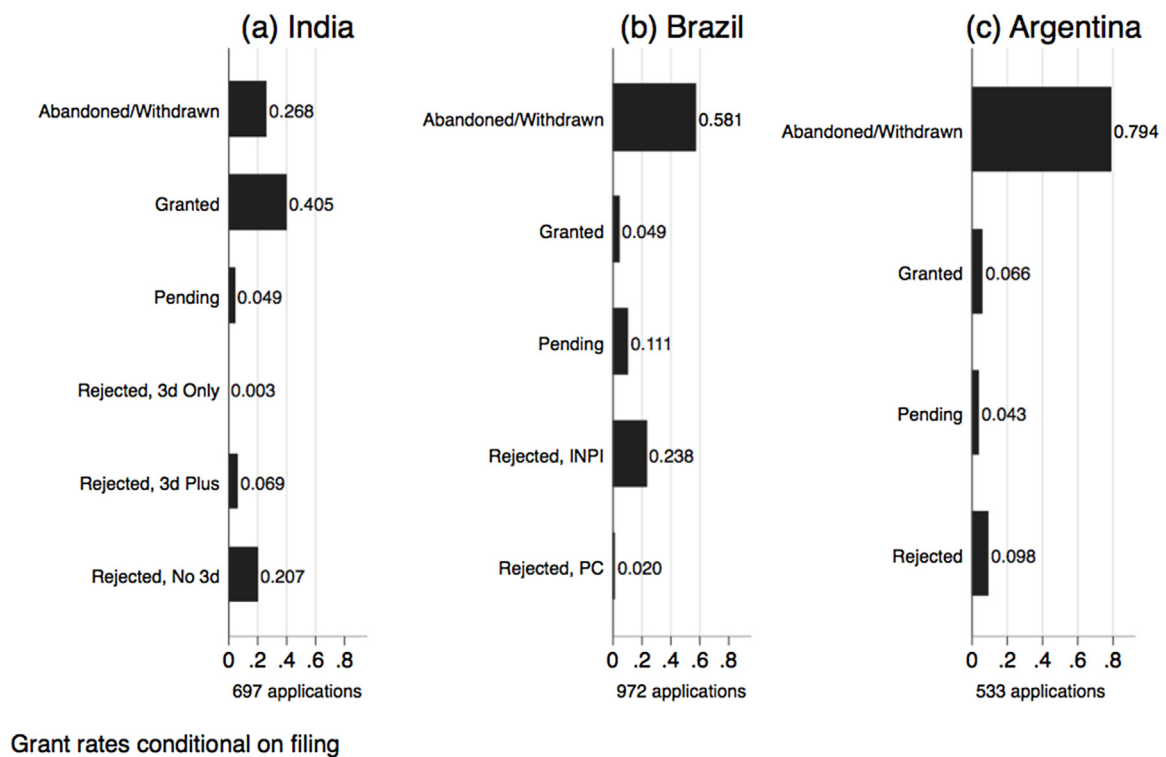 (a) India
Abandoned/Withdrawn
0.268
Granted
0.405
Pending
0.049
Rejected, 3d Only
0.003
Rejected, 3d Plus
0.069
Rejected, No 3d
0.207
0 .2 .4 .6 .8
697 applications
(b) Brazil
Abandoned/Withdrawn
0.581
Granted
0.049
Pending
0.111
Rejected, INPI
0.238
Rejected, PC
0.020
0 .2 .4 .6 .8
972 applications
(c) Argentina
Abandoned/Withdrawn
0.794
Granted
0.066
Pending
0.043
Rejected
0.098
0 .2 .4 .6 .8
533 applications
Grant rates conditional on filing